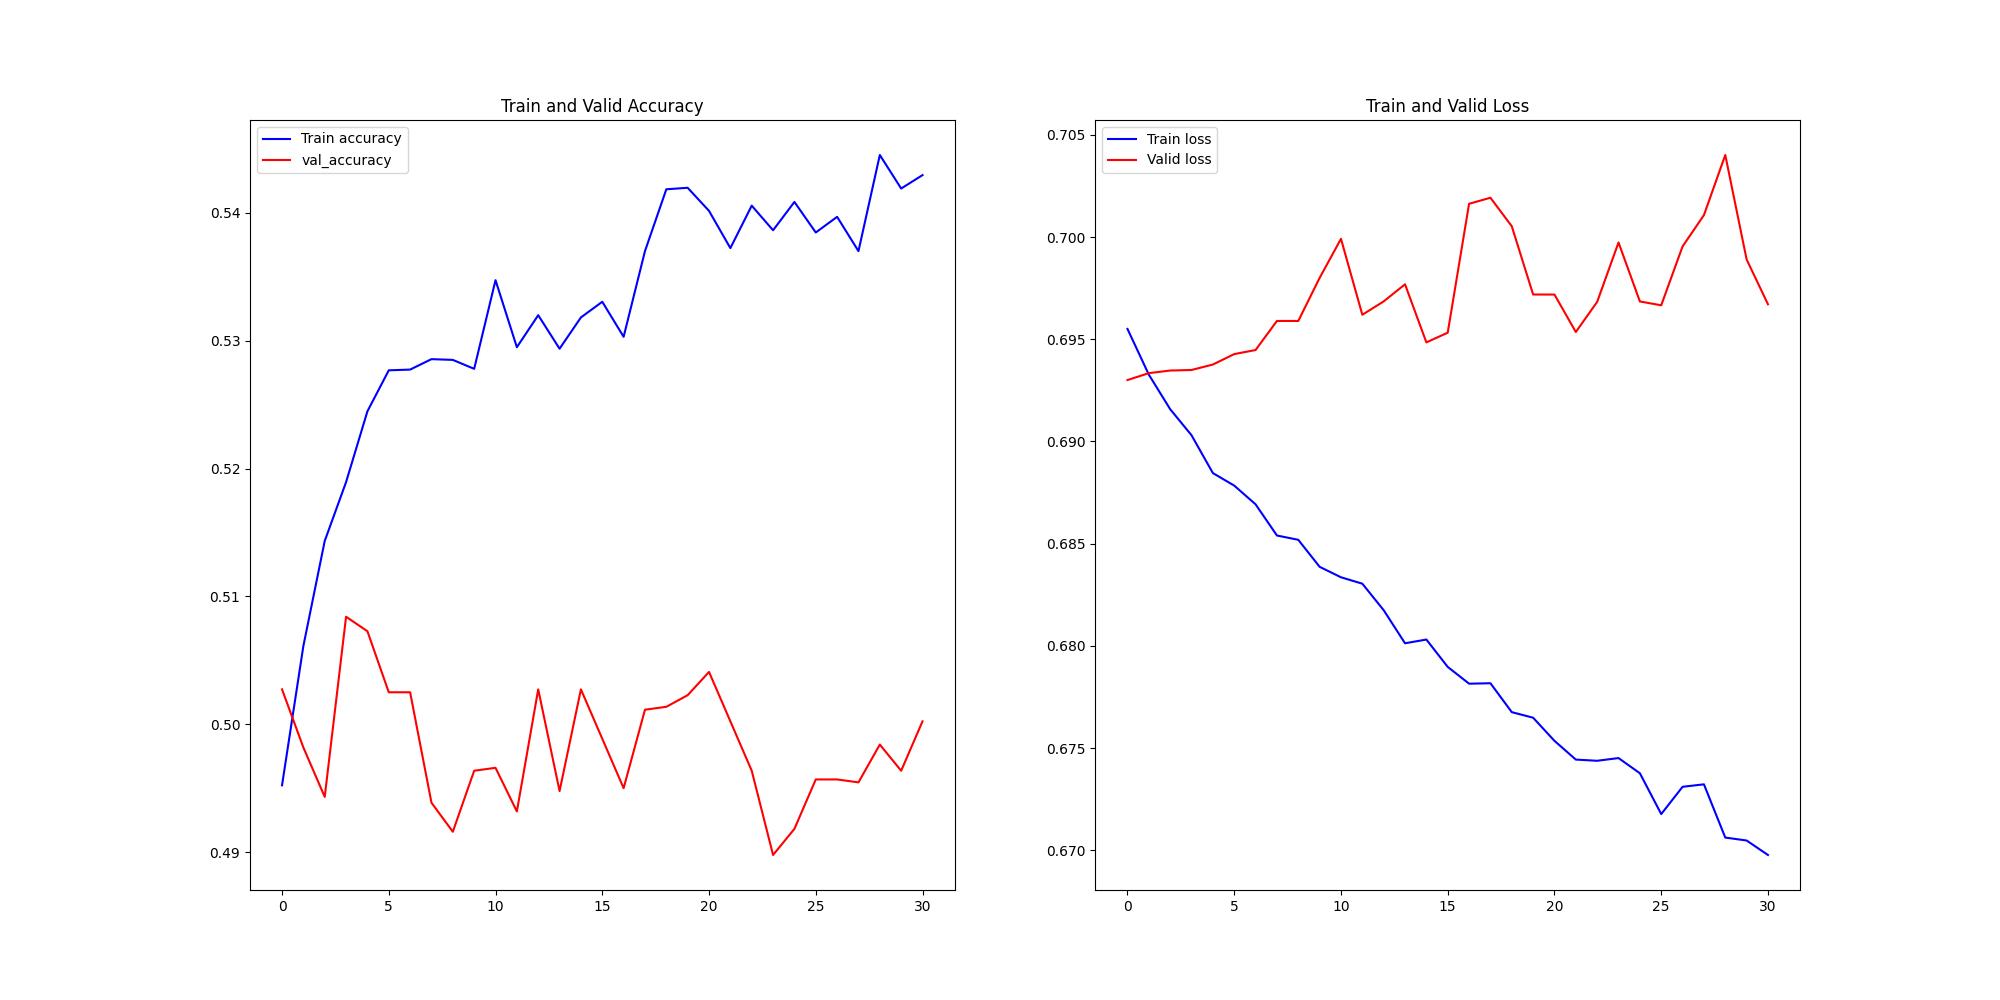 Train and Valid Accuracy
Train accuracy
val_accuracy
0.54
0.53
0.52
0.51
0.50
0.49
0 5 10 15 20 25 30
Train and Valid Loss
Train loss
Valid loss
0.705
0.700
0.695
0.690
0.685
0.680
0.675
0.670
0 5 10 15 20 25 30